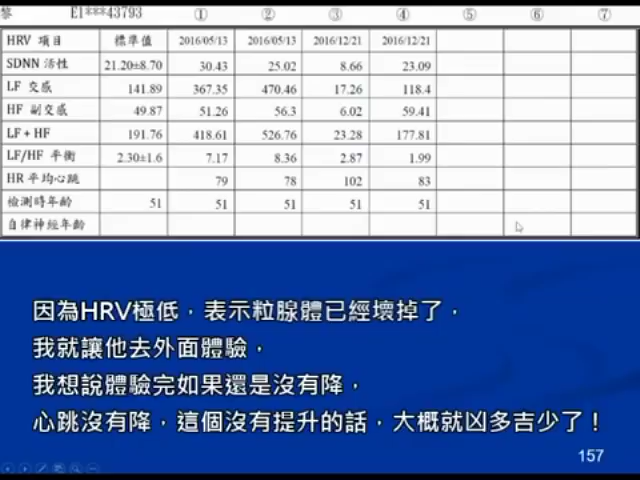 黎 E1***43793 ① ② ③ ④ ⑤ ⑥ ⑦
HRV 項目 標準值 2016/05/13 2016/05/13 2016/12/21 2016/12/21
SDNN 活性 21.20±8.70 30.43 25.02 8.66 23.09
LF 交感 141.89 367.35 470.46 17.26 118.4
HF 副交感 49.87 51.26 56.3 6.02 59.41
LF + HF 191.76 418.61 526.76 23.28 177.81
LF/HF 平衡 2.30±1.6 7.17 8.36 2.87 1.99
HR 平均心跳 79 78 102 83
檢測時年齡 51 51 51 51 51
自律神經年齡
因為HRV極低，表示粒腺體已經壞掉了，
我就讓他去外面體驗，
我想說體驗完如果還是沒有降，
心跳沒有降，這個沒有提升的話，大概就凶多吉少了！
157